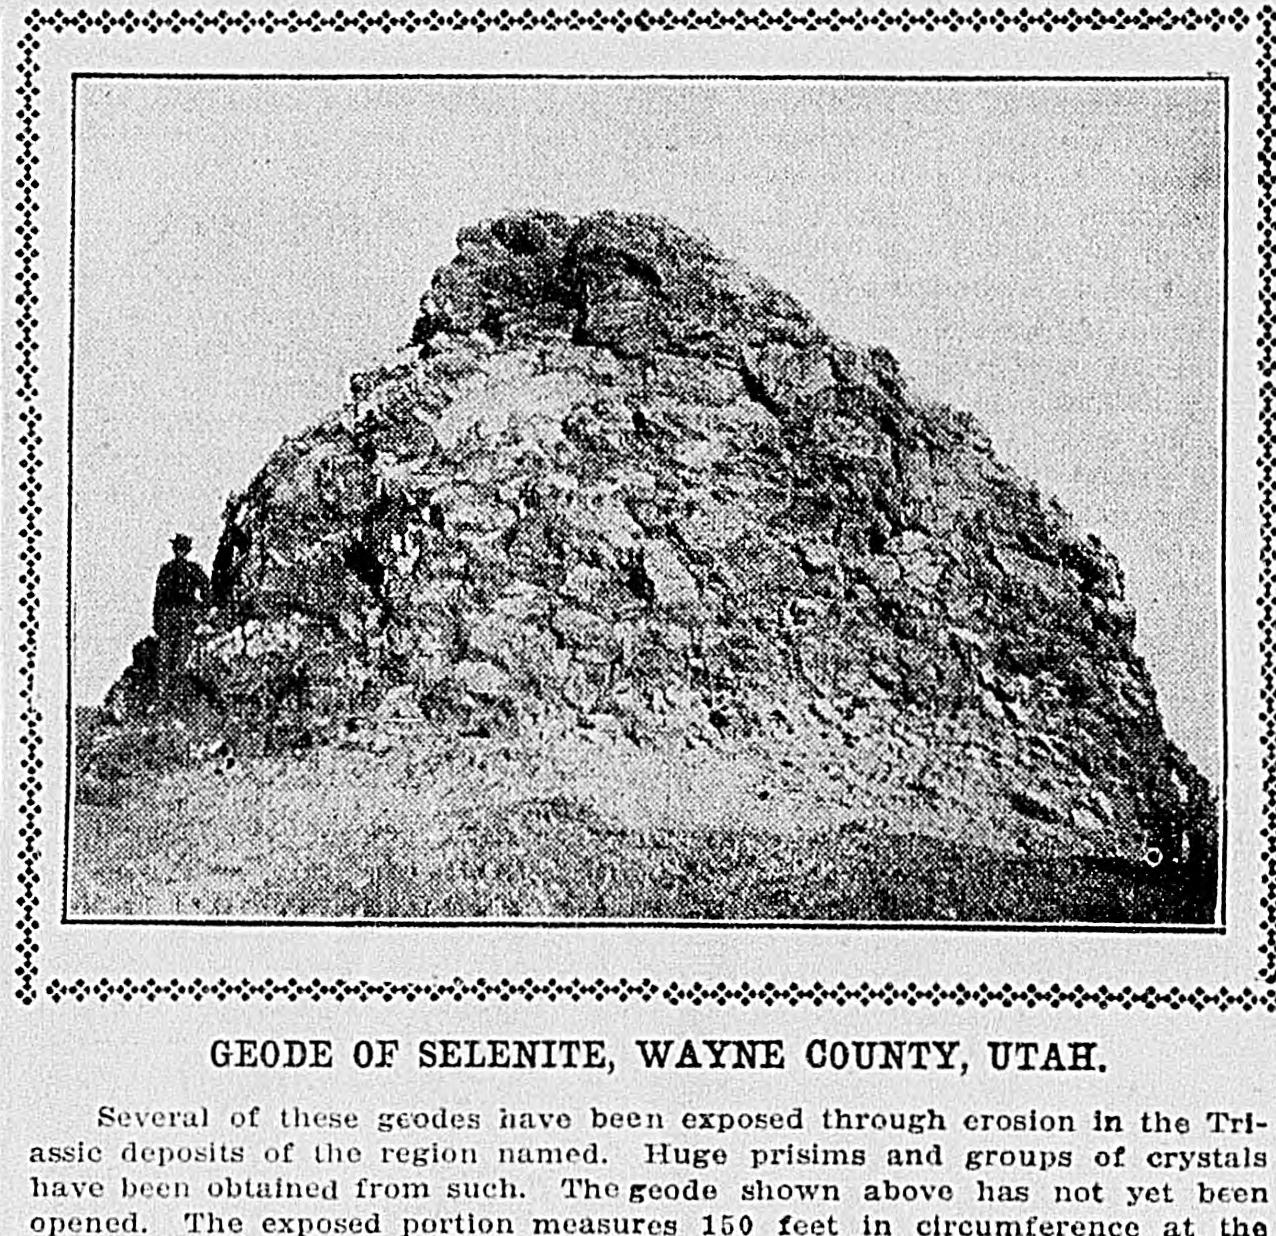 GEODE OF SELENITE, WAYNE COUNTY, UTAH.
Several of these geodes have been exposed through erosion in the Tri-
assic deposits of the region named. Huge prisims and groups of crystals
have been obtained from such. The geode shown above has not yet been
opened. The exposed portion measures 150 feet in circumference at the